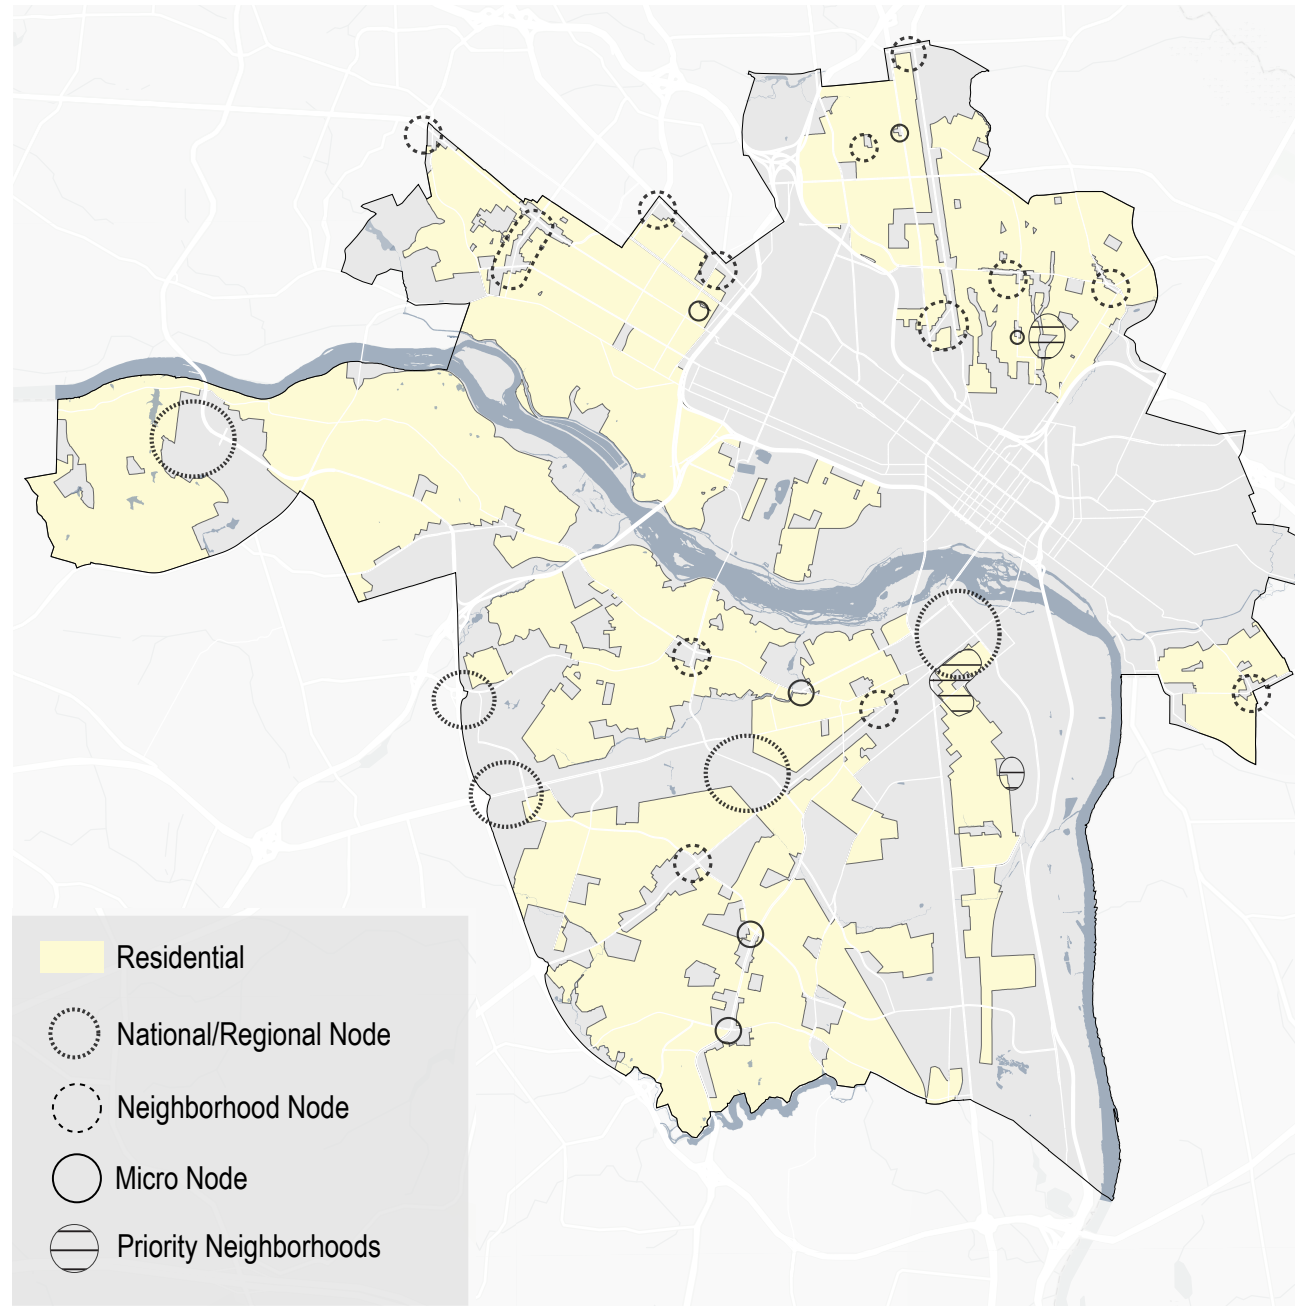 Residential
National/Regional Node
Neighborhood Node
Micro Node
Priority Neighborhoods